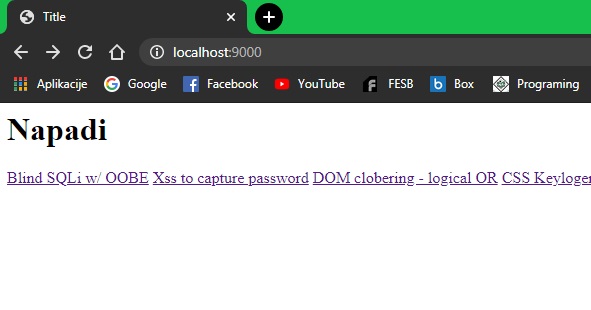 Title
localhost:9000
Aplikacije Google Facebook YouTube FESB Box Programing
Napadi
Blind SQLi w/ OOBE Xss to capture password DOM clobering - logical OR CSS Keyloger